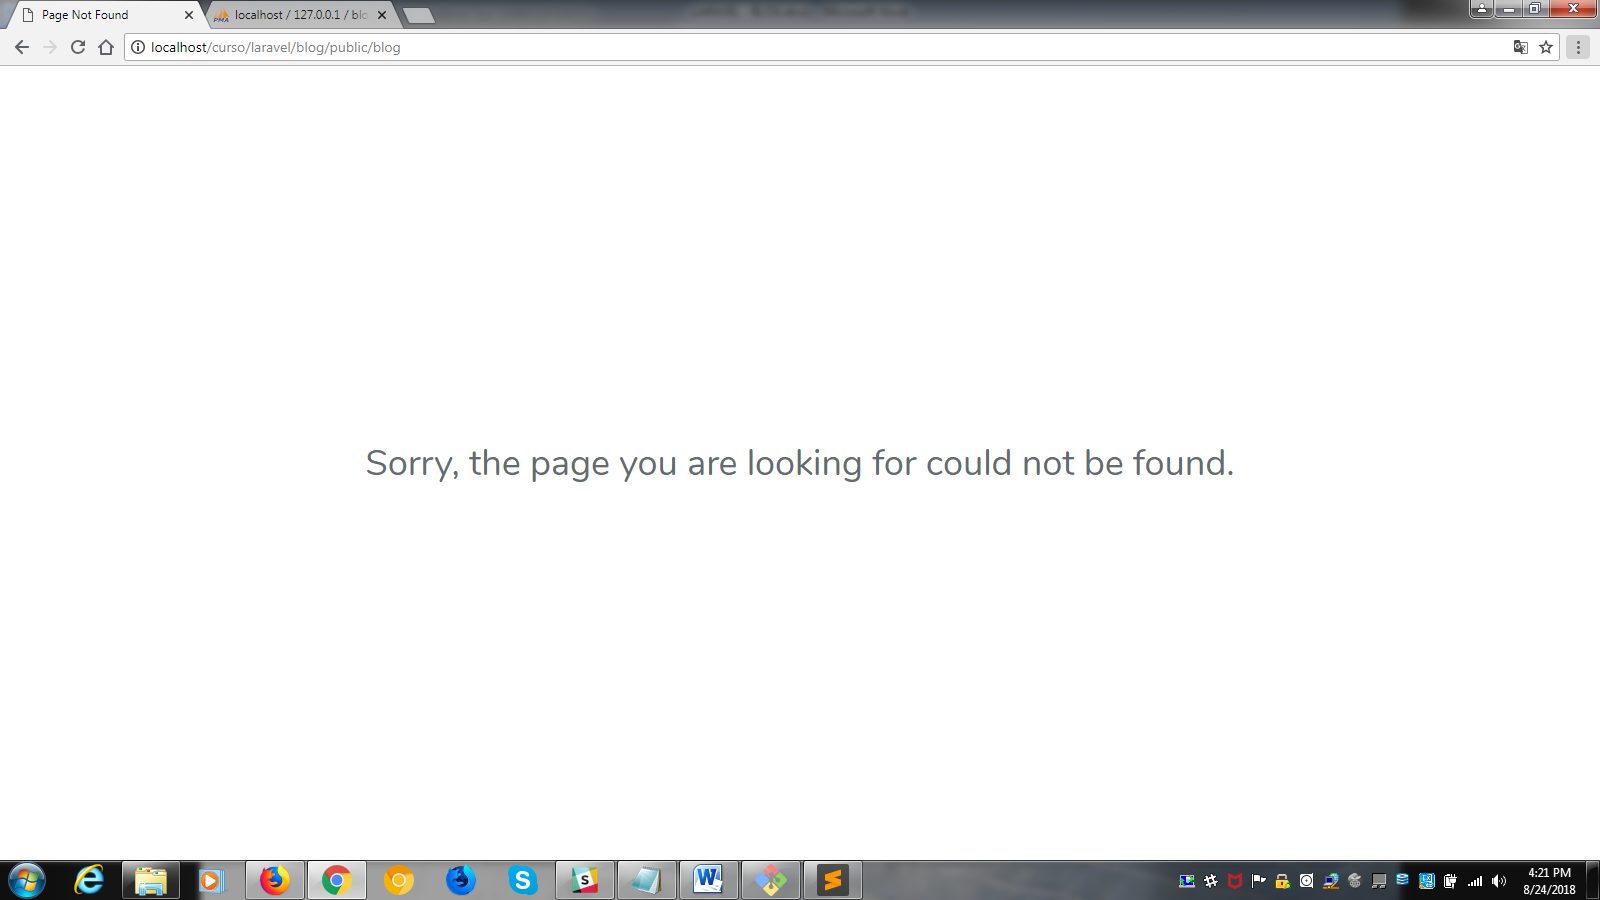 Page Not Found
localhost / 127.0.0.1 / blo
localhost/curso/laravel/blog/public/blog
Sorry, the page you are looking for could not be found.
4:21 PM
8/24/2018